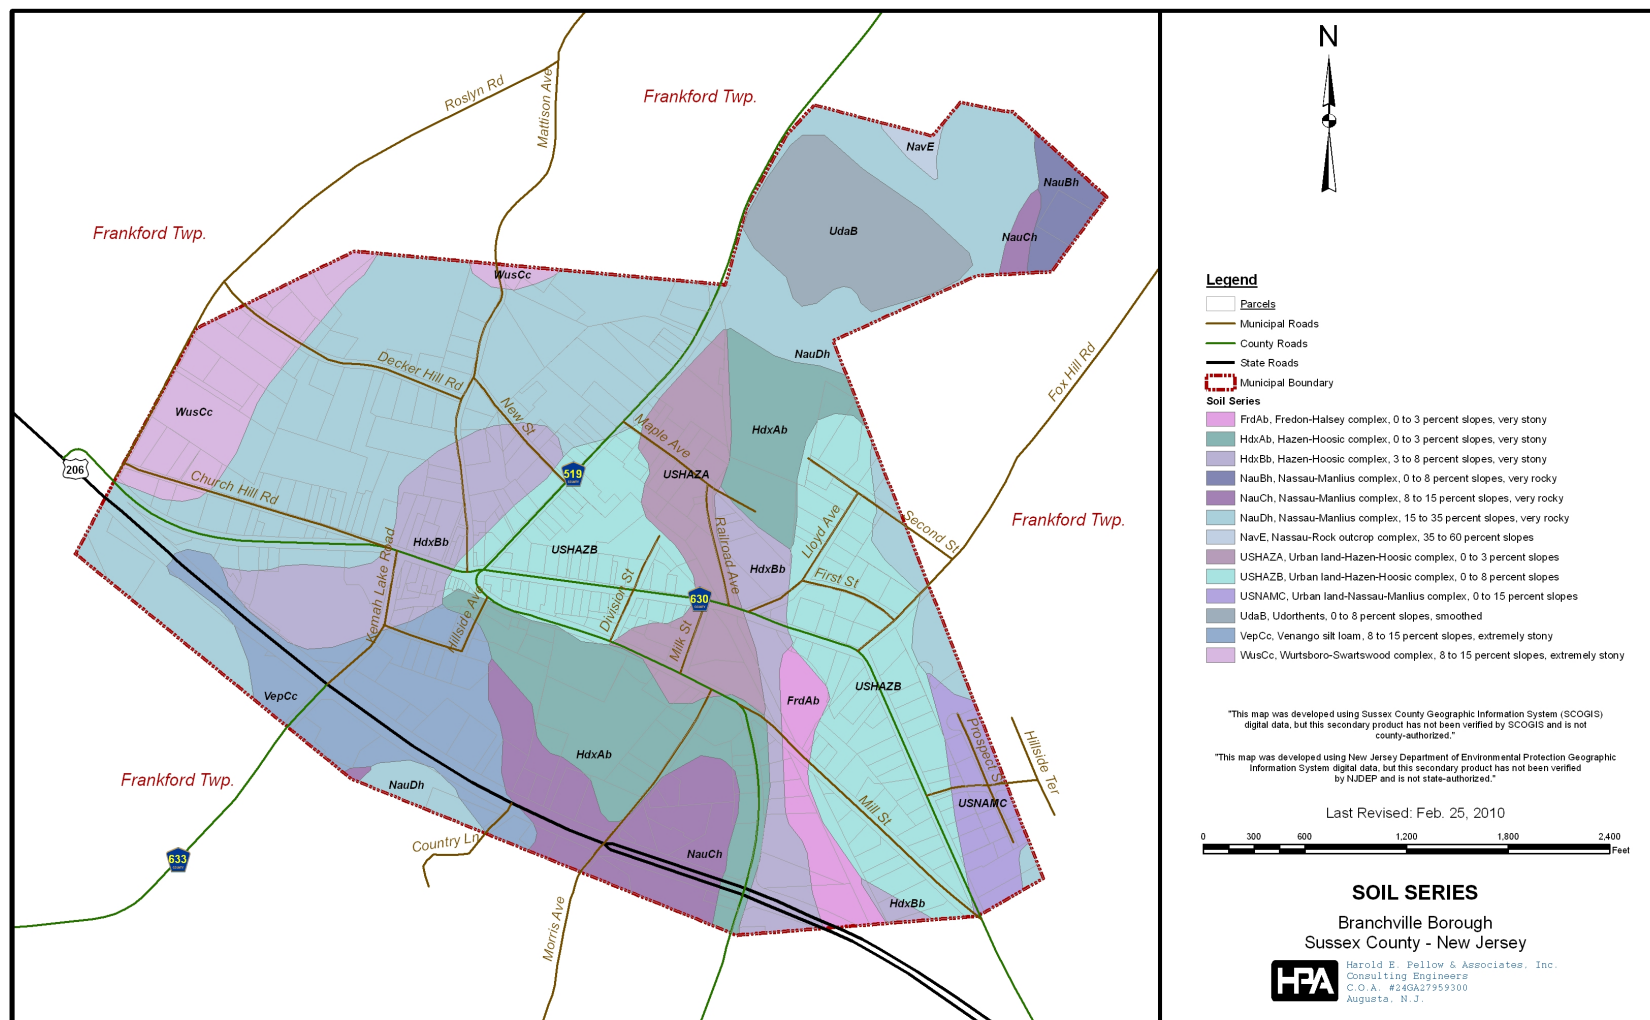 Frankford Twp.
Roslyn Rd
Mattison Ave
NavE
NauBh
UdaB
NauCh
Frankford Twp.
WusCc
NauDh
Fox Hill Rd
Decker Hill Rd
WusCc
New St
Maple Ave
HdxAb
206
519
COUNTY
USHAZA
Church Hill Rd
Frankford Twp.
HdxBb
USHAZB
Lloyd Ave
Second St
Railroad Ave
HdxBb
First St
Kemah Lake Road
Hillside Ave
Division St
630
COUNTY
Milk St
VepCc
FrdAb
USHAZB
Prospect St
Hillside Ter
HdxAb
Frankford Twp.
NauDh
USNAMC
Mill St
Country Ln
NauCh
633
COUNTY
HdxBb
Morris Ave
N
Legend
Parcels
Municipal Roads
County Roads
State Roads
Municipal Boundary
Soil Series
FrdAb, Fredon-Halsey complex, 0 to 3 percent slopes, very stony
HdxAb, Hazen-Hoosic complex, 0 to 3 percent slopes, very stony
HdxBb, Hazen-Hoosic complex, 3 to 8 percent slopes, very stony
NauBh, Nassau-Manlius complex, 0 to 8 percent slopes, very rocky
NauCh, Nassau-Manlius complex, 8 to 15 percent slopes, very rocky
NauDh, Nassau-Manlius complex, 15 to 35 percent slopes, very rocky
NavE, Nassau-Rock outcrop complex, 35 to 60 percent slopes
USHAZA, Urban land-Hazen-Hoosic complex, 0 to 3 percent slopes
USHAZB, Urban land-Hazen-Hoosic complex, 0 to 8 percent slopes
USNAMC, Urban land-Nassau-Manlius complex, 0 to 15 percent slopes
UdaB, Udorthents, 0 to 8 percent slopes, smoothed
VepCc, Venango silt loam, 8 to 15 percent slopes, extremely stony
WusCc, Wurtsboro-Swartswood complex, 8 to 15 percent slopes, extremely stony
"This map was developed using Sussex County Geographic Information System (SCOGIS)
digital data, but this secondary product has not been verified by SCOGIS and is not
county-authorized."
"This map was developed using New Jersey Department of Environmental Protection Geographic
Information System digital data, but this secondary product has not been verified
by NJDEP and is not state-authorized."
Last Revised: Feb. 25, 2010
0 300 600 1,200 1,800 2,400
Feet
SOIL SERIES
Branchville Borough
Sussex County - New Jersey
HPA
Harold E. Pellow & Associates, Inc.
Consulting Engineers
C.O.A. #24GA27959300
Augusta, N.J.